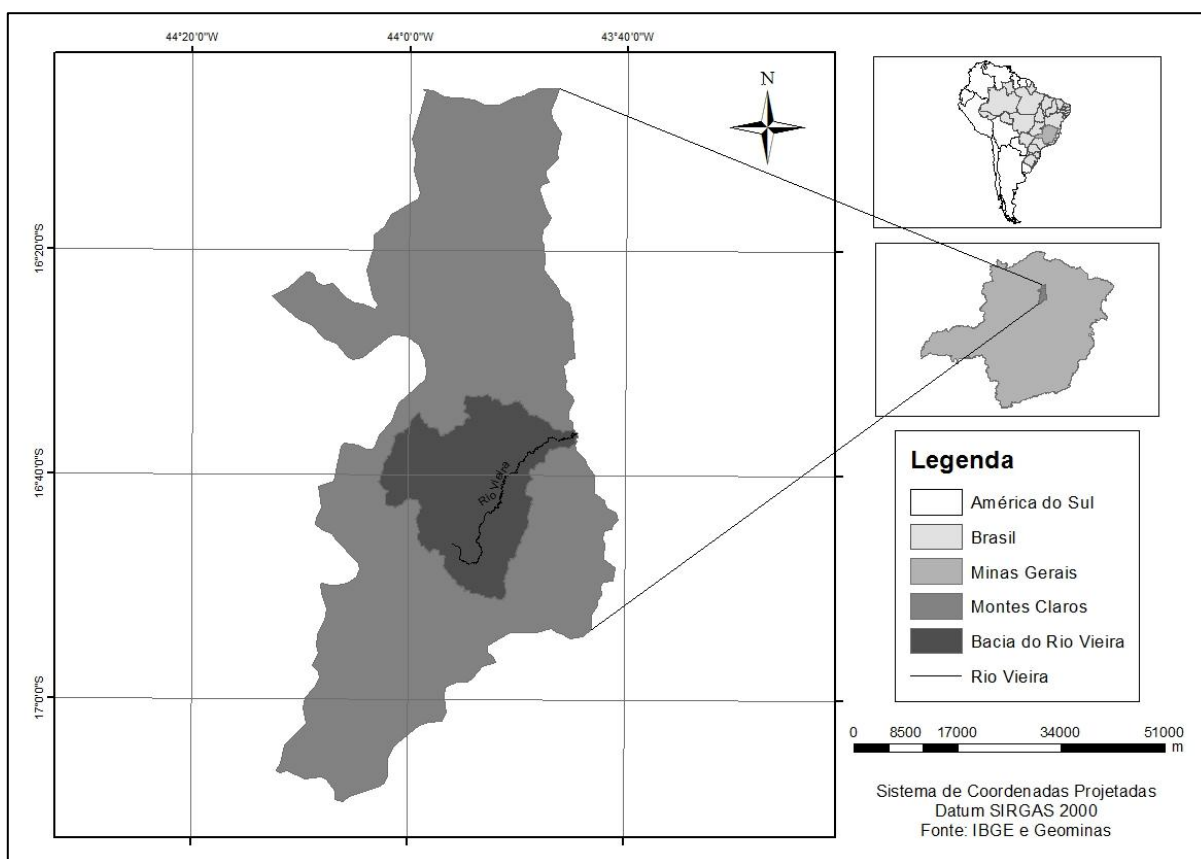 44°20'0"W
44°0'0"W
43°40'0"W
N
16°20'0"S
16°40'0"S
17°0'0"S
Rio Vieira
Legenda
América do Sul
Brasil
Minas Gerais
Montes Claros
Bacia do Rio Vieira
Rio Vieira
0 8500 17000 34000 51000
m
Sistema de Coordenadas Projetadas
Datum SIRGAS 2000
Fonte: IBGE e Geominas